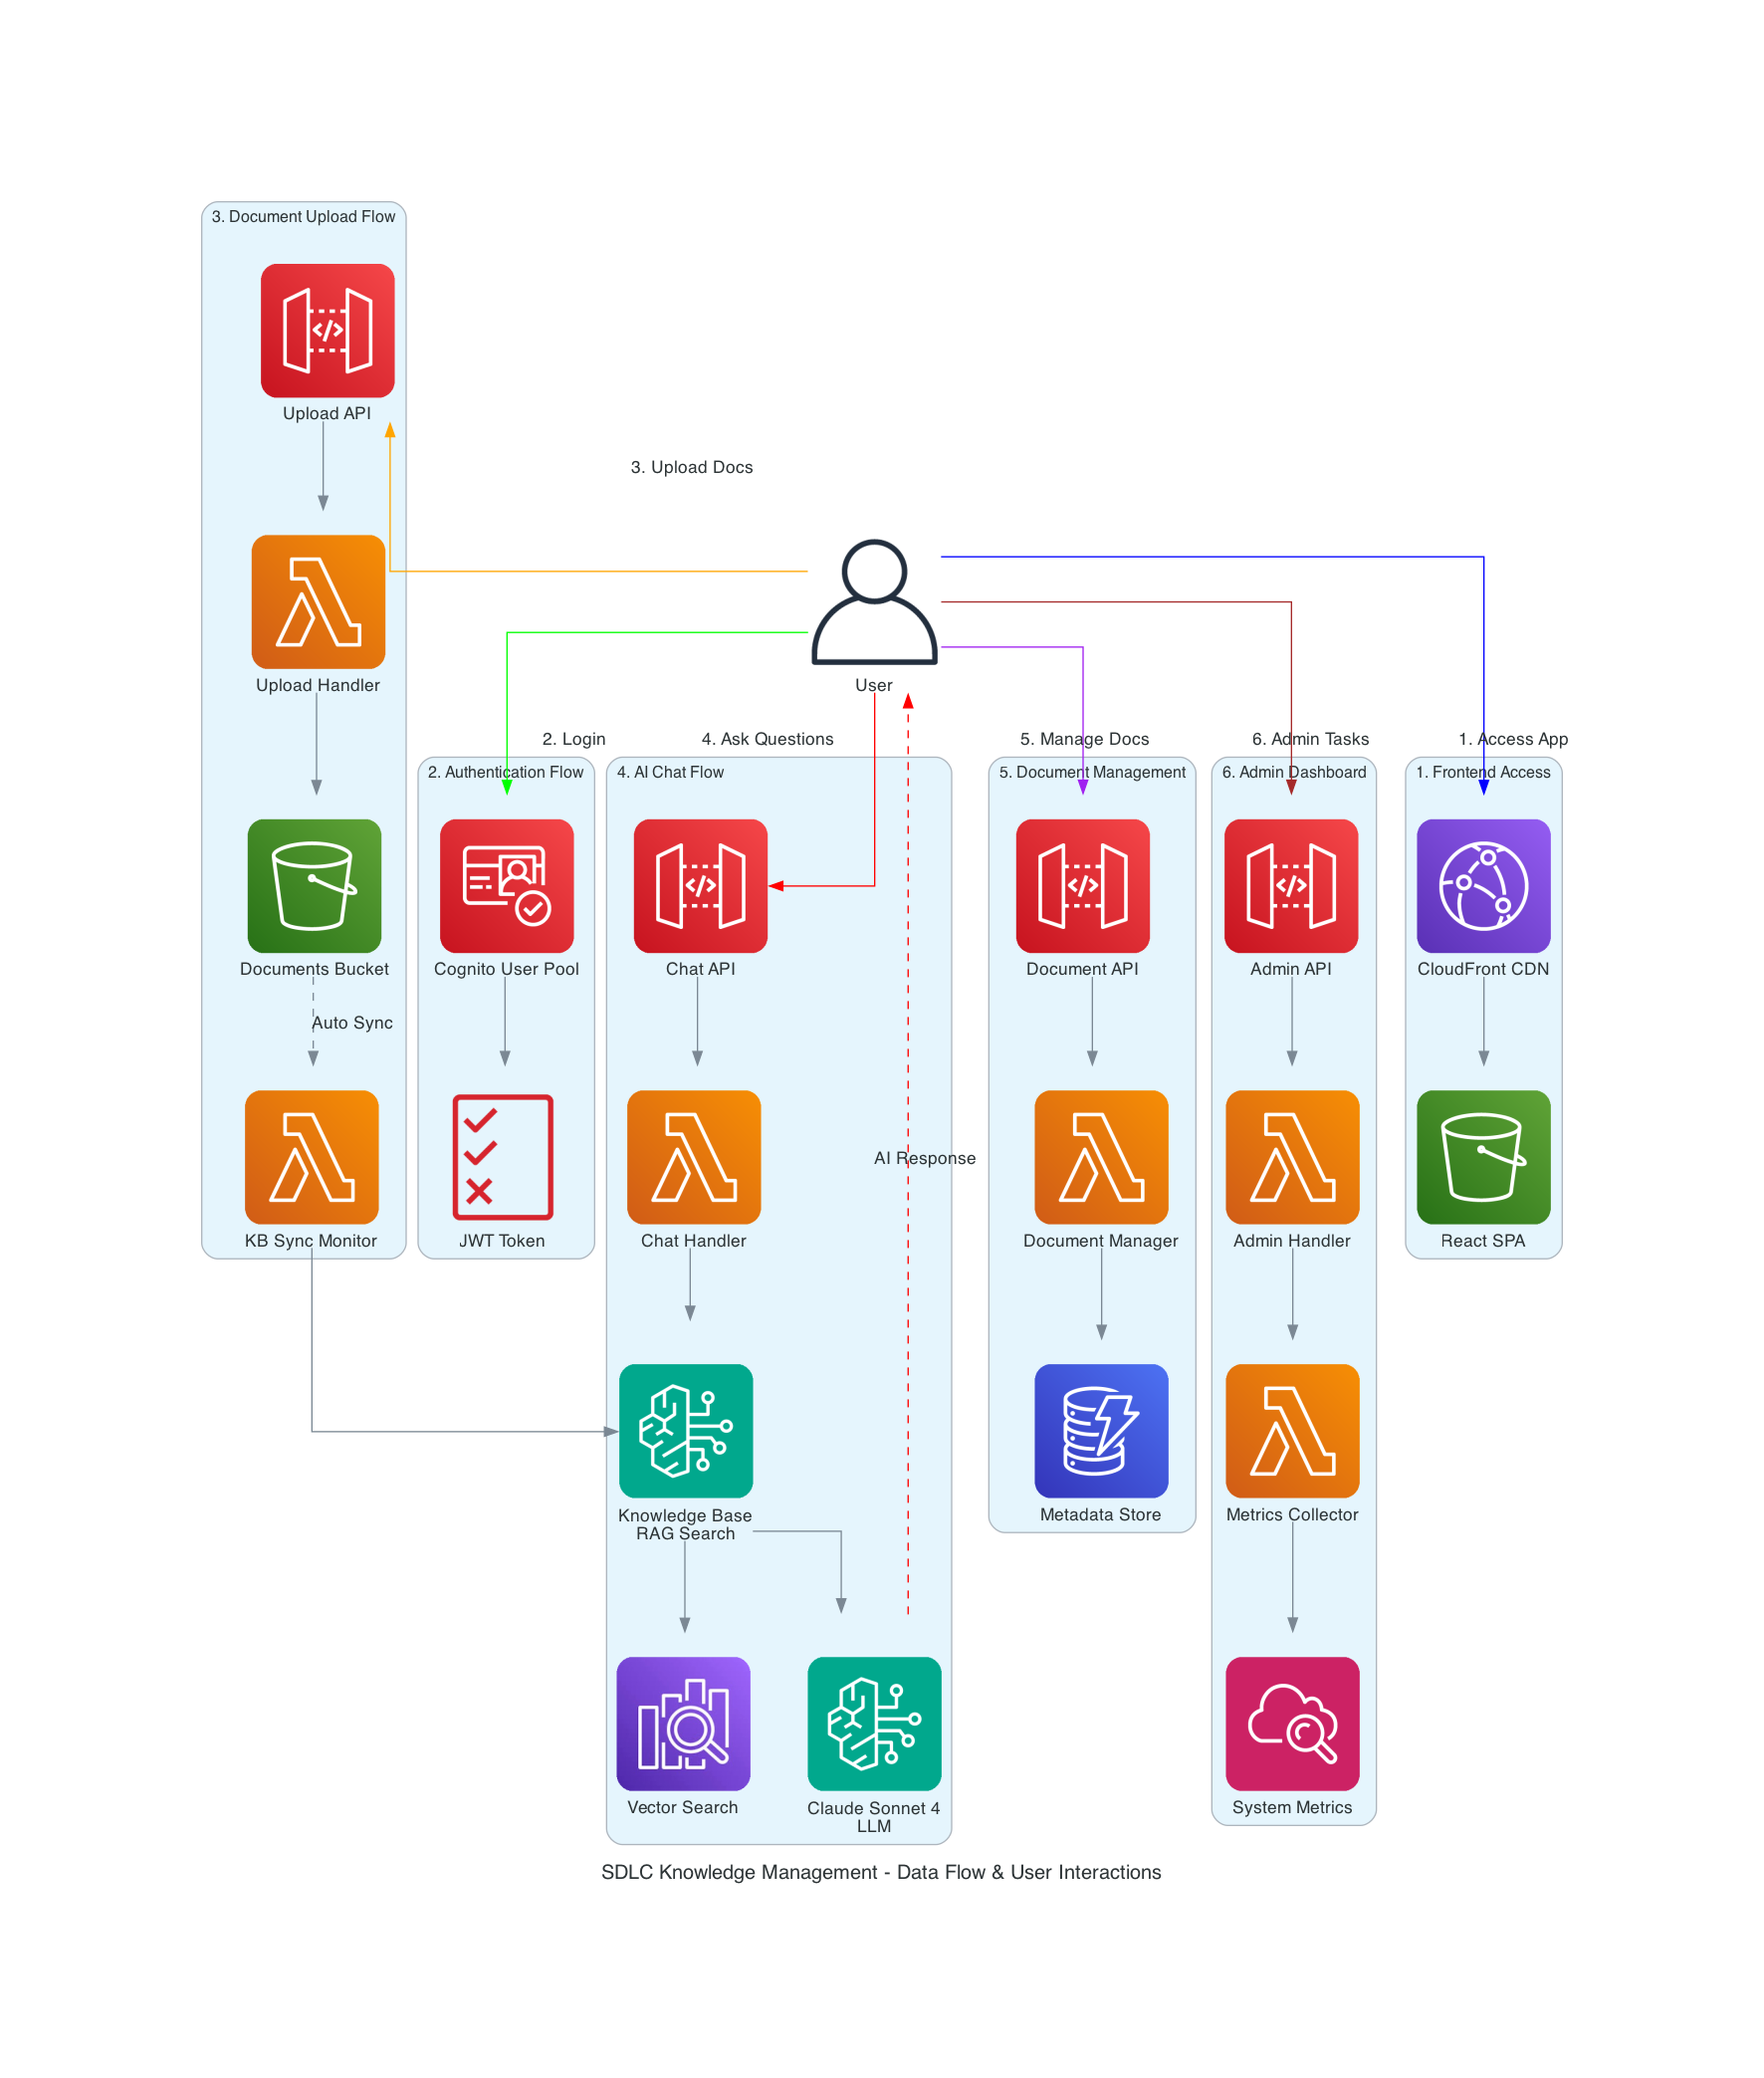 3. Document Upload Flow
Upload API
3. Upload Docs
Upload Handler
User
2. Login
4. Ask Questions
5. Manage Docs
6. Admin Tasks
1. Access App
2. Authentication Flow
4. AI Chat Flow
5. Document Management
6. Admin Dashboard
1. Frontend Access
Documents Bucket
Cognito User Pool
Chat API
Document API
Admin API
CloudFront CDN
Auto Sync
AI Response
KB Sync Monitor
JWT Token
Chat Handler
Document Manager
Admin Handler
React SPA
Knowledge Base
RAG Search
Metadata Store
Metrics Collector
Vector Search
Claude Sonnet 4
LLM
System Metrics
SDLC Knowledge Management - Data Flow & User Interactions